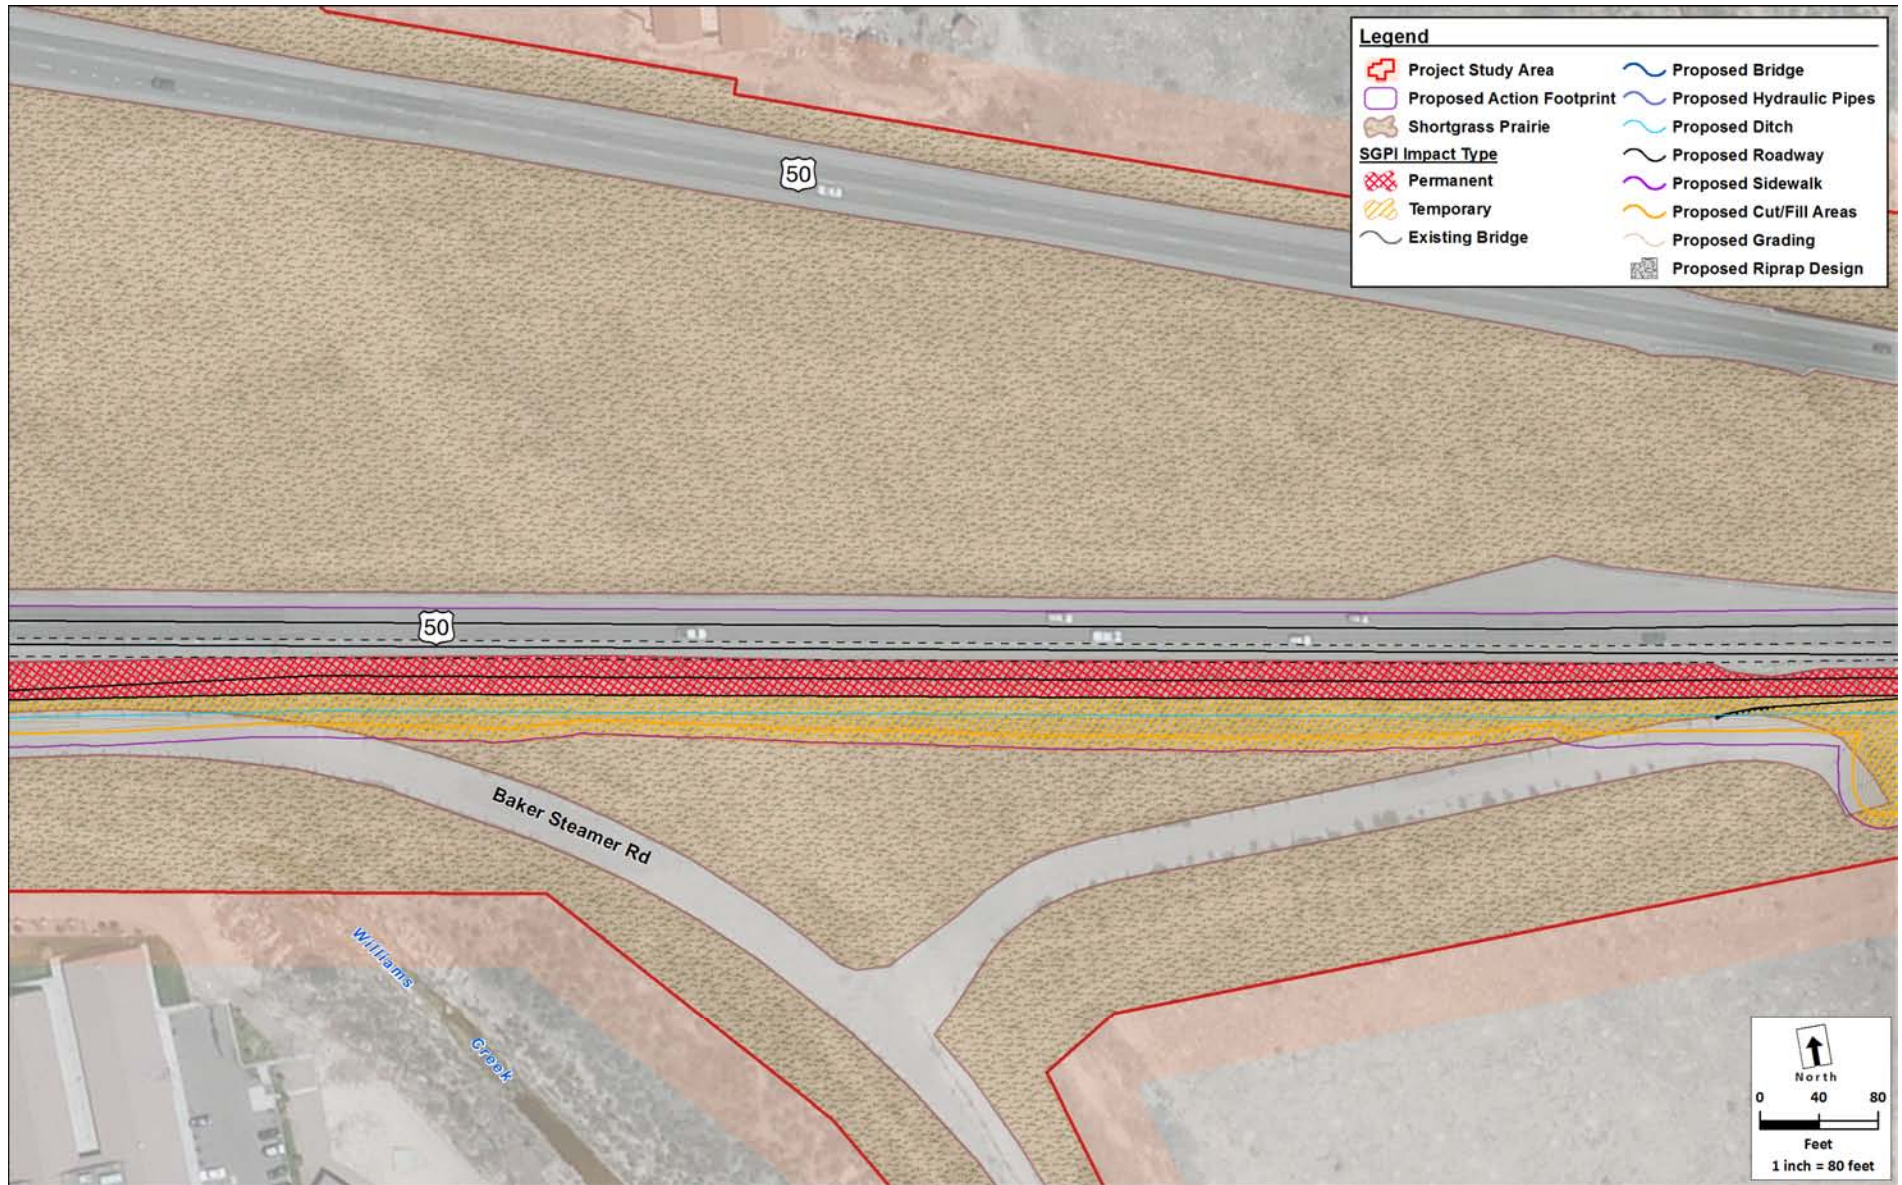 Legend
Project Study Area
Proposed Action Footprint
Shortgrass Prairie
SGPI Impact Type
Permanent
Temporary
Existing Bridge
Proposed Bridge
Proposed Hydraulic Pipes
Proposed Ditch
Proposed Roadway
Proposed Sidewalk
Proposed Cut/Fill Areas
Proposed Grading
Proposed Riprap Design
50
50
Baker Steamer Rd
Williams
Creek
North
0 40 80
Feet
1 inch = 80 feet